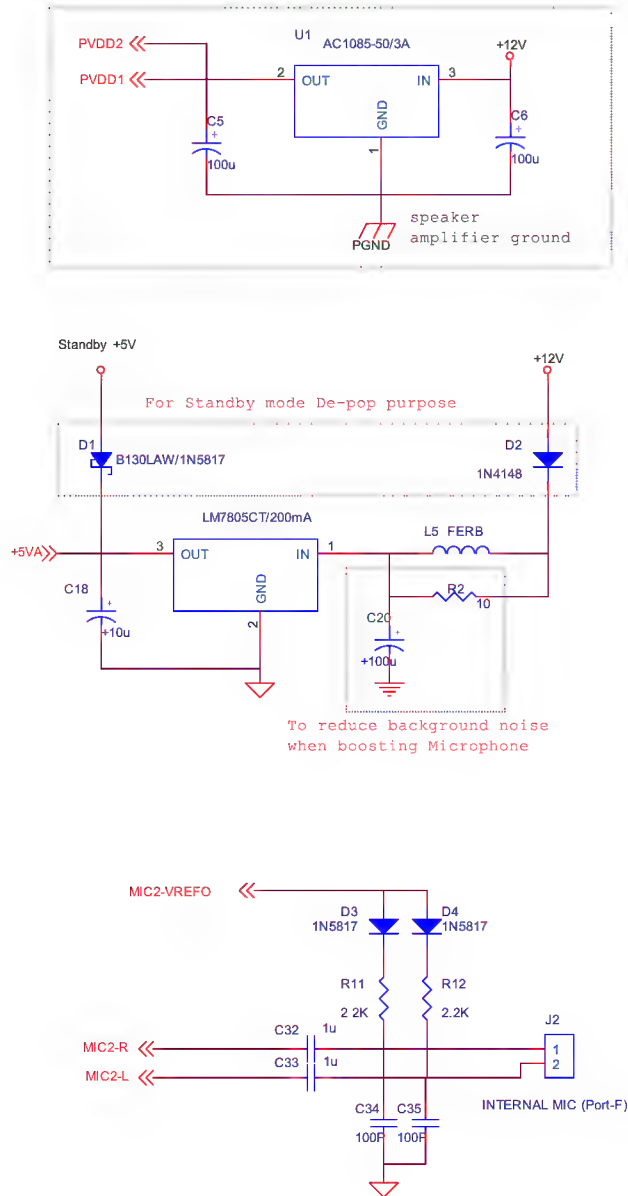 U1
AC1085-50/3A
+12V
PVDD2
PVDD1
2
OUT
IN
3
GND
1
C5
+
100u
C6
+
100u
PGND
speaker
amplifier ground
Standby +5V
+12V
For Standby mode De-pop purpose
D1
B130LAW/1N5817
D2
1N4148
LM7805CT/200mA
L5 FERB
+5VA
3
OUT
IN
1
GND
2
C18
+
+10u
R2
10
C20
+
+100u
To reduce background noise
when boosting Microphone
MIC2-VREFO
D3
1N5817
D4
1N5817
R11
2 2K
R12
2.2K
C32
1u
MIC2-R
C33
1u
MIC2-L
J2
1
2
INTERNAL MIC (Port-F)
C34
100P
C35
100P